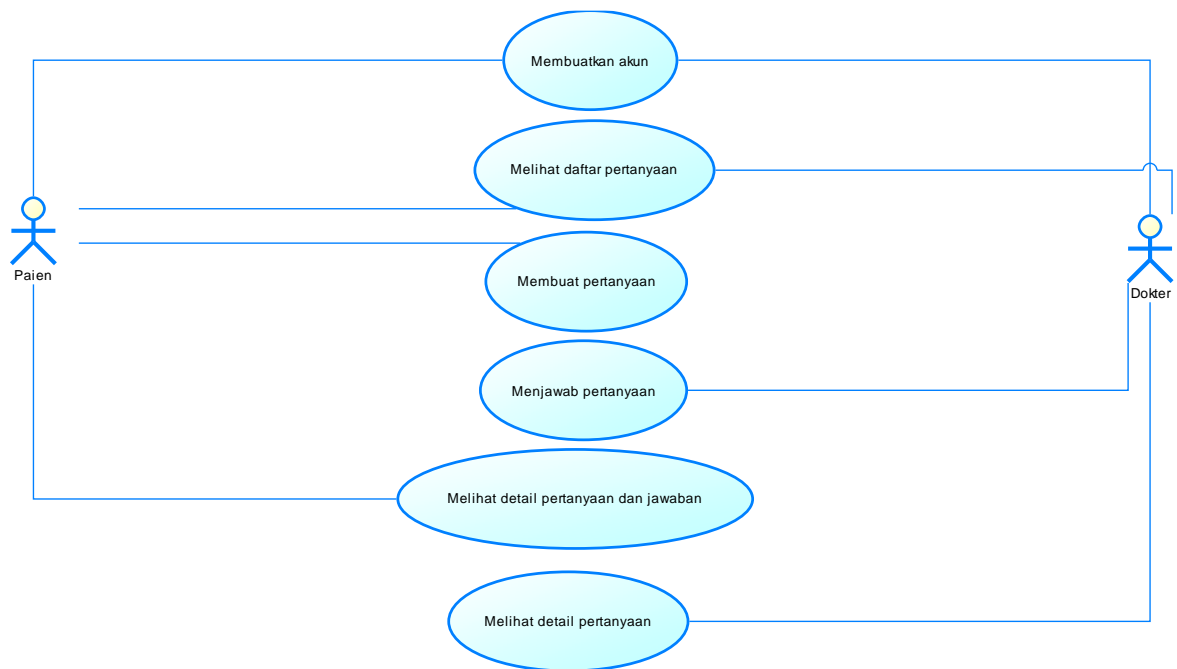 Membuatkan akun
Melihat daftar pertanyaan
Paien
Membuat pertanyaan
Dokter
Menjawab pertanyaan
Melihat detail pertanyaan dan jawaban
Melihat detail pertanyaan